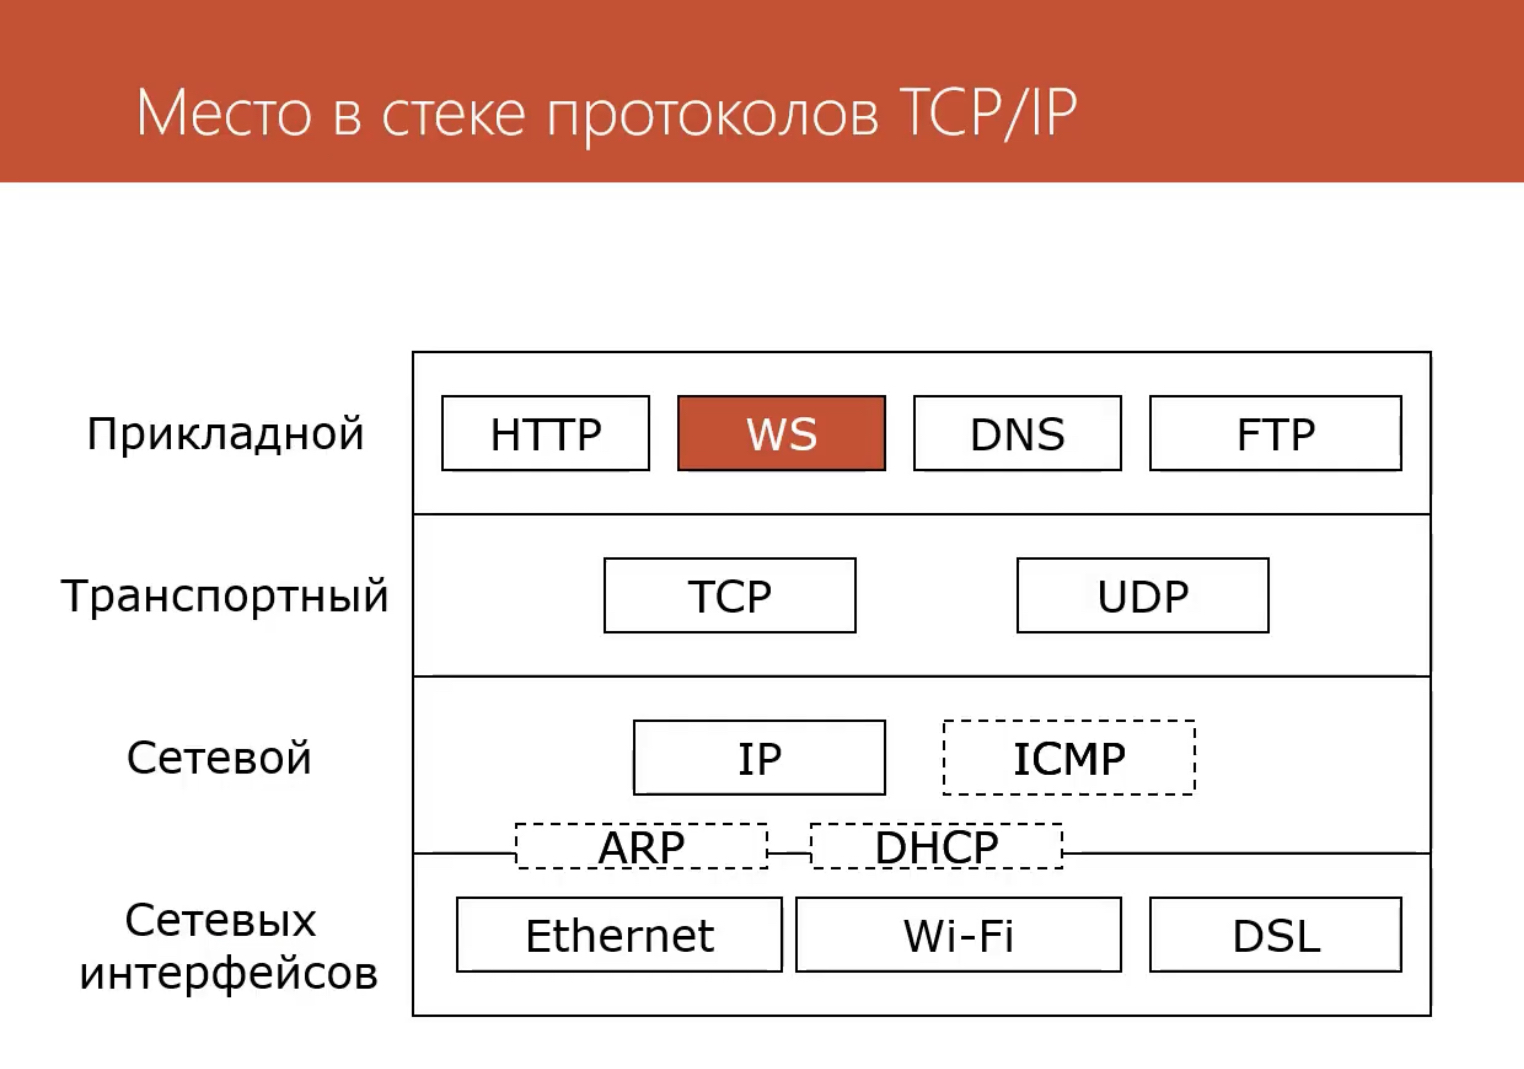 Место в стеке протоколов TCP/IP
Прикладной
HTTP
WS
DNS
FTP
Транспортный
TCP
UDP
Сетевой
IP
ICMP
ARP
DHCP
Сетевых
интерфейсов
Ethernet
Wi-Fi
DSL